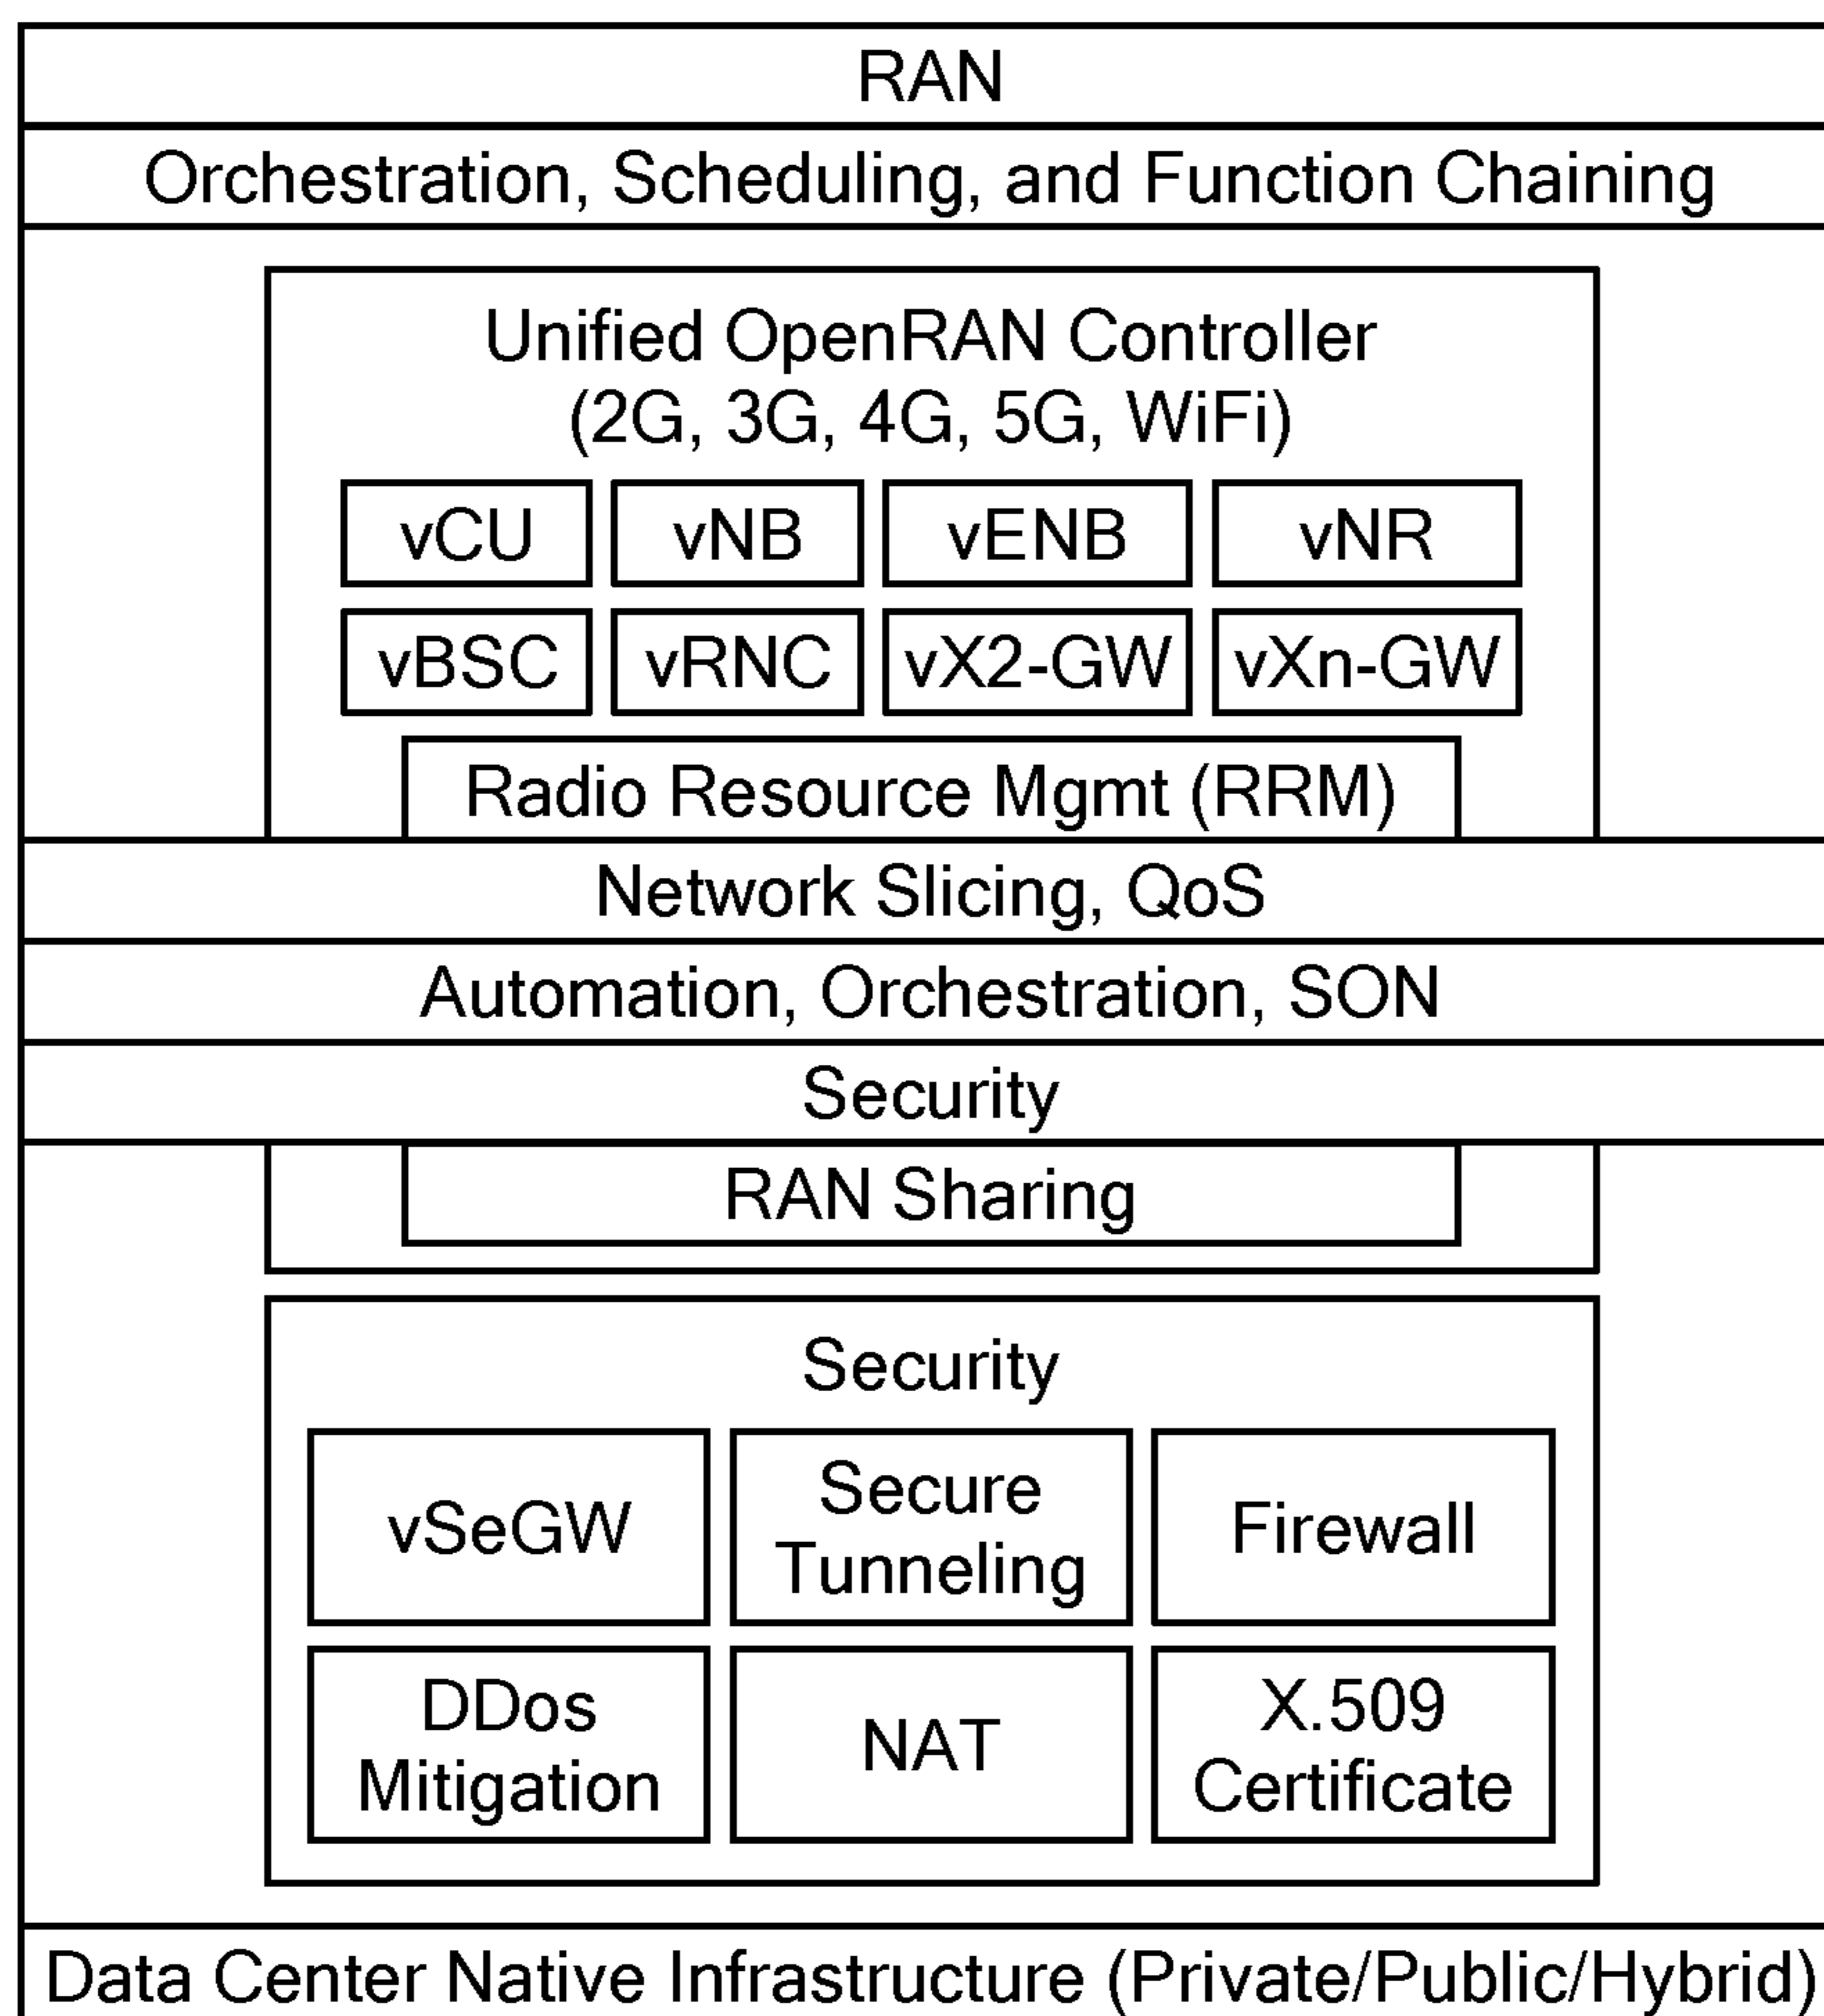 RAN
Orchestration, Scheduling, and Function Chaining
Unified OpenRAN Controller
(2G, 3G, 4G, 5G, WiFi)
vCU vNB vENB vNR
vBSC vRNC vX2-GW vXn-GW
Radio Resource Mgmt (RRM)
Network Slicing, QoS
Automation, Orchestration, SON
Security
RAN Sharing
Security
vSeGW
Secure
Tunneling
Firewall
DDos
Mitigation
NAT
X.509
Certificate
Data Center Native Infrastructure (Private/Public/Hybrid)